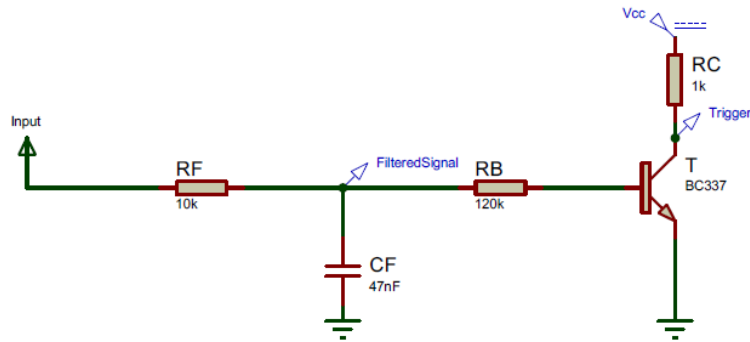 Vcc
RC
1k
Trigger
Input
RF
10k
FilteredSignal
RB
120k
T
BC337
CF
47nF